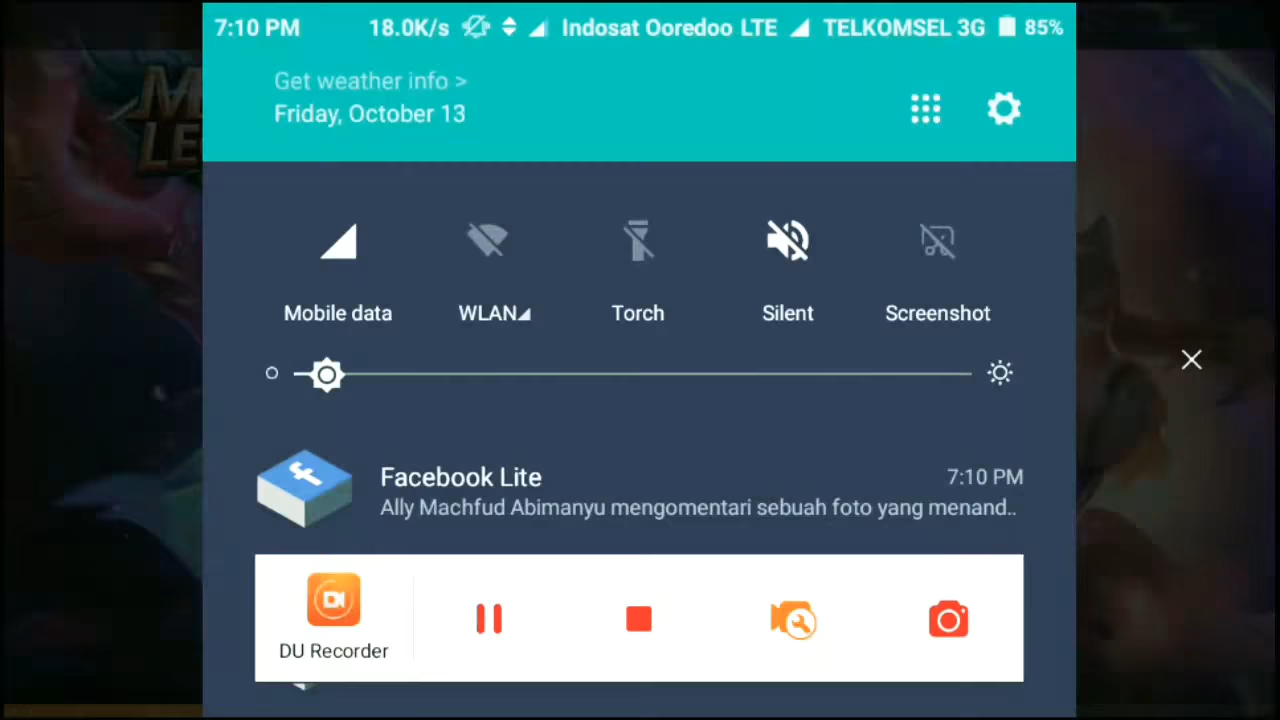 7:10 PM 18.0K/s Indosat Ooredoo LTE TELKOMSEL 3G 85%
Get weather info >
Friday, October 13
Mobile data WLAN Torch Silent Screenshot
Facebook Lite 7:10 PM
Ally Machfud Abimanyu mengomentari sebuah foto yang menand..
DU Recorder